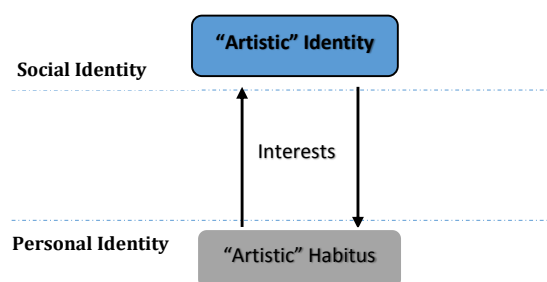 “Artistic” Identity
Social Identity
Interests
Personal Identity
“Artistic” Habitus